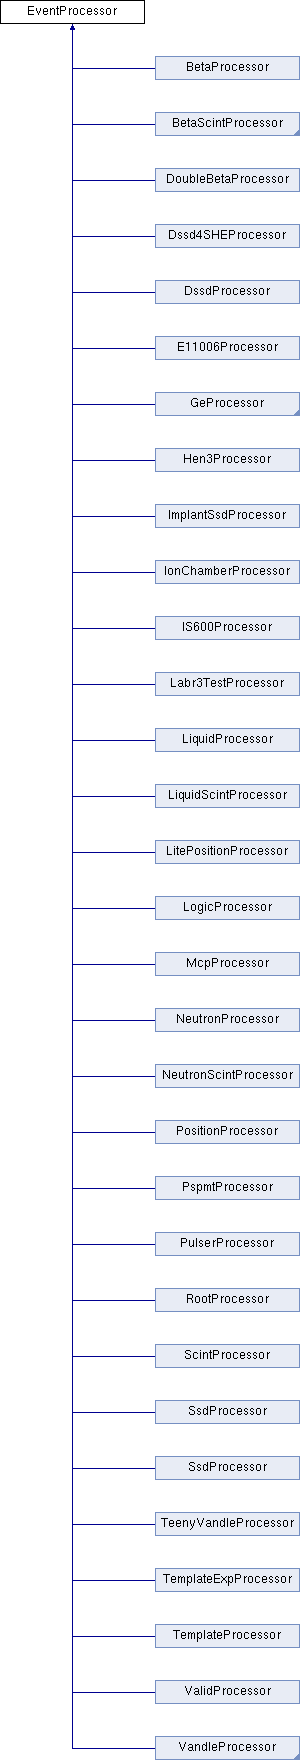 EventProcessor
BetaProcessor
BetaScintProcessor
DoubleBetaProcessor
Dssd4SHEProcessor
DssdProcessor
E11006Processor
GeProcessor
Hen3Processor
ImplantSsdProcessor
IonChamberProcessor
IS600Processor
Labr3TestProcessor
LiquidProcessor
LiquidScintProcessor
LitePositionProcessor
LogicProcessor
McpProcessor
NeutronProcessor
NeutronScintProcessor
PositionProcessor
PspmtProcessor
PulserProcessor
RootProcessor
ScintProcessor
SsdProcessor
SsdProcessor
TeenyVandleProcessor
TemplateExpProcessor
TemplateProcessor
ValidProcessor
VandleProcessor